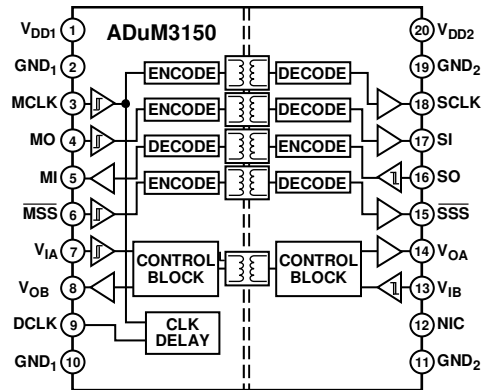 ADuM3150
VDD1 1
20 VDD2
GND1 2
19 GND2
ENCODE DECODE
MCLK 3
18 SCLK
ENCODE DECODE
MO 4
17 SI
DECODE ENCODE
MI 5
16 SO
ENCODE DECODE
MSS 6
15 SSS
VIA 7
14 VOA
CONTROL BLOCK
CONTROL BLOCK
VOB 8
13 VIB
DCLK 9
CLK DELAY
12 NIC
GND1 10
11 GND2